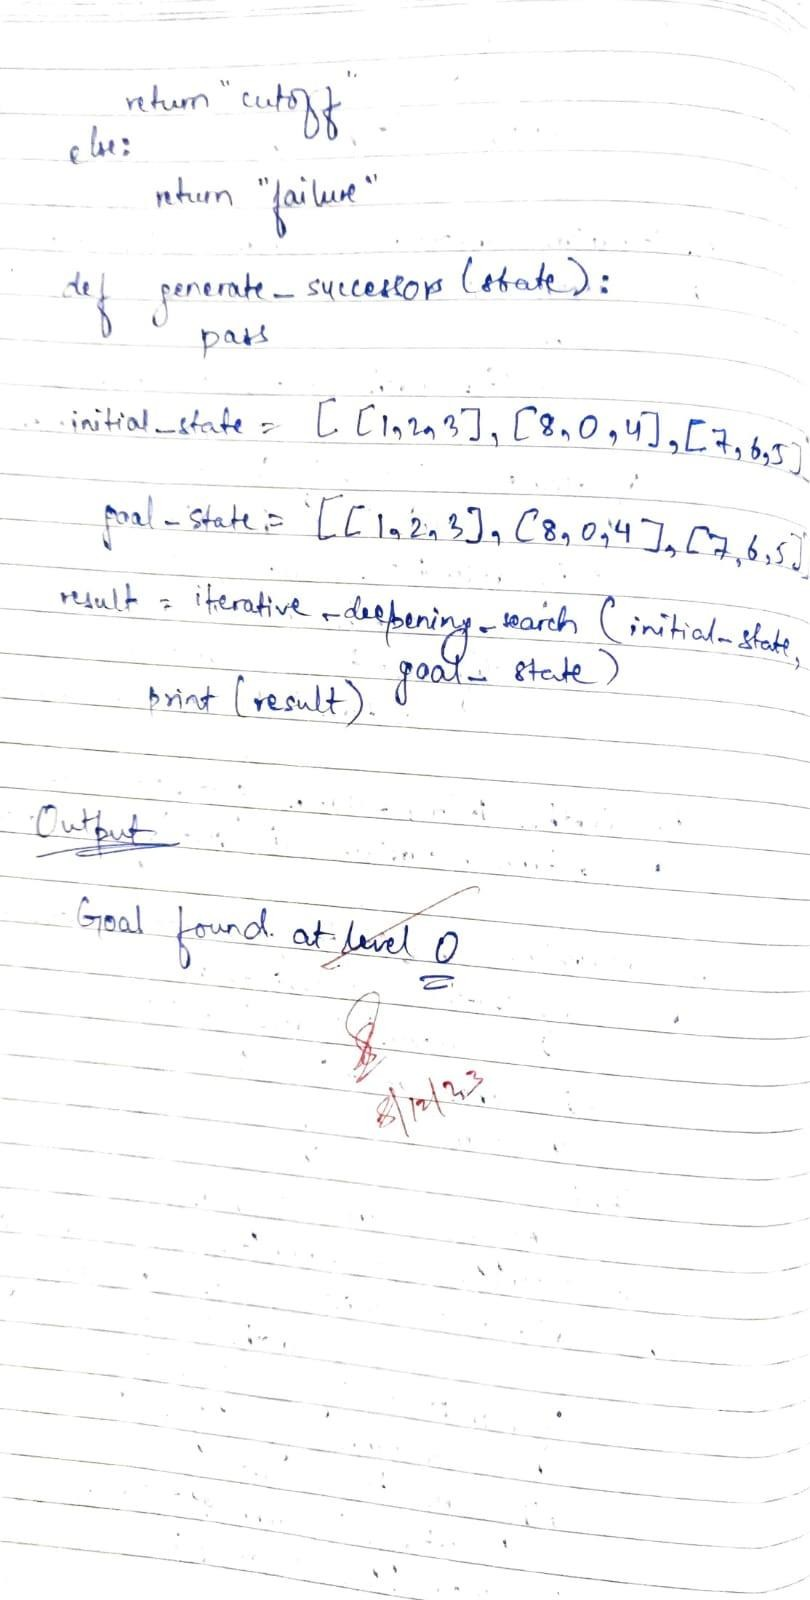 return "cutoff"
else:
return "failure"
def generate_successors (state):
pass
initial_state = [ [1,2,3], [8,0,4], [7,6,5]
goal_state = [[1,2,3], [8,0,4], [7,6,5]
result = iterative_deepening_search (initial_state,
goal_state)
print (result).
Output
Goal found at level 0
8/12/23